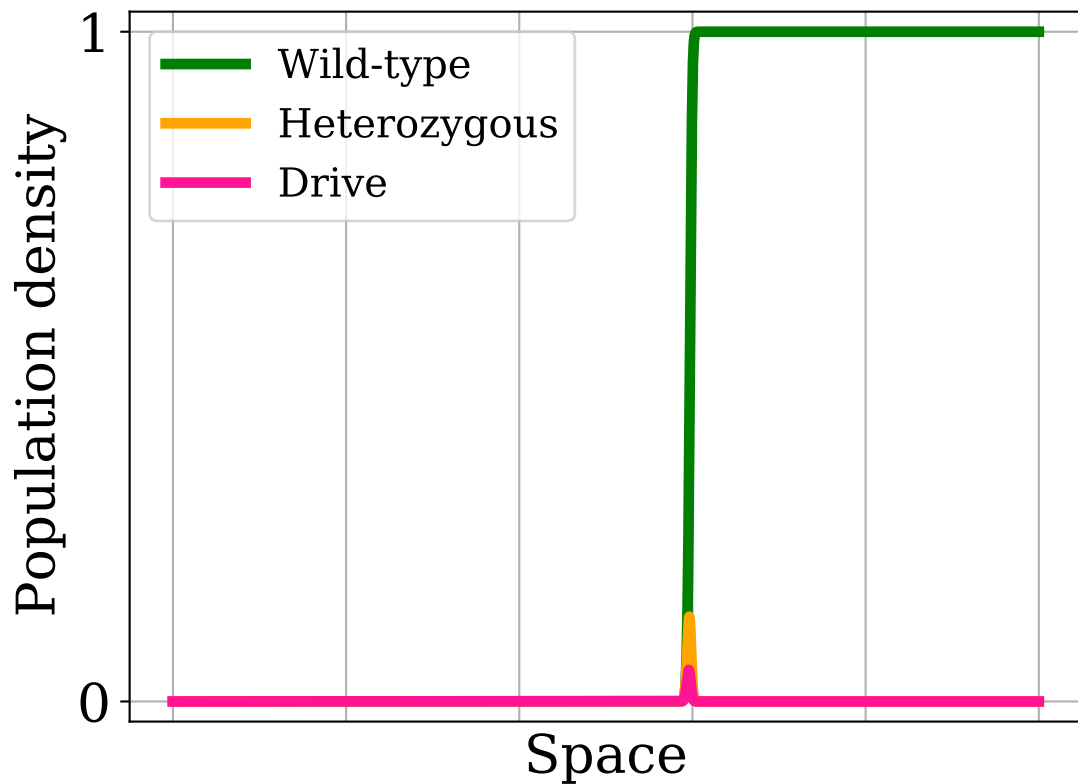 1
Wild-type
Heterozygous
Drive
Population density
0
Space